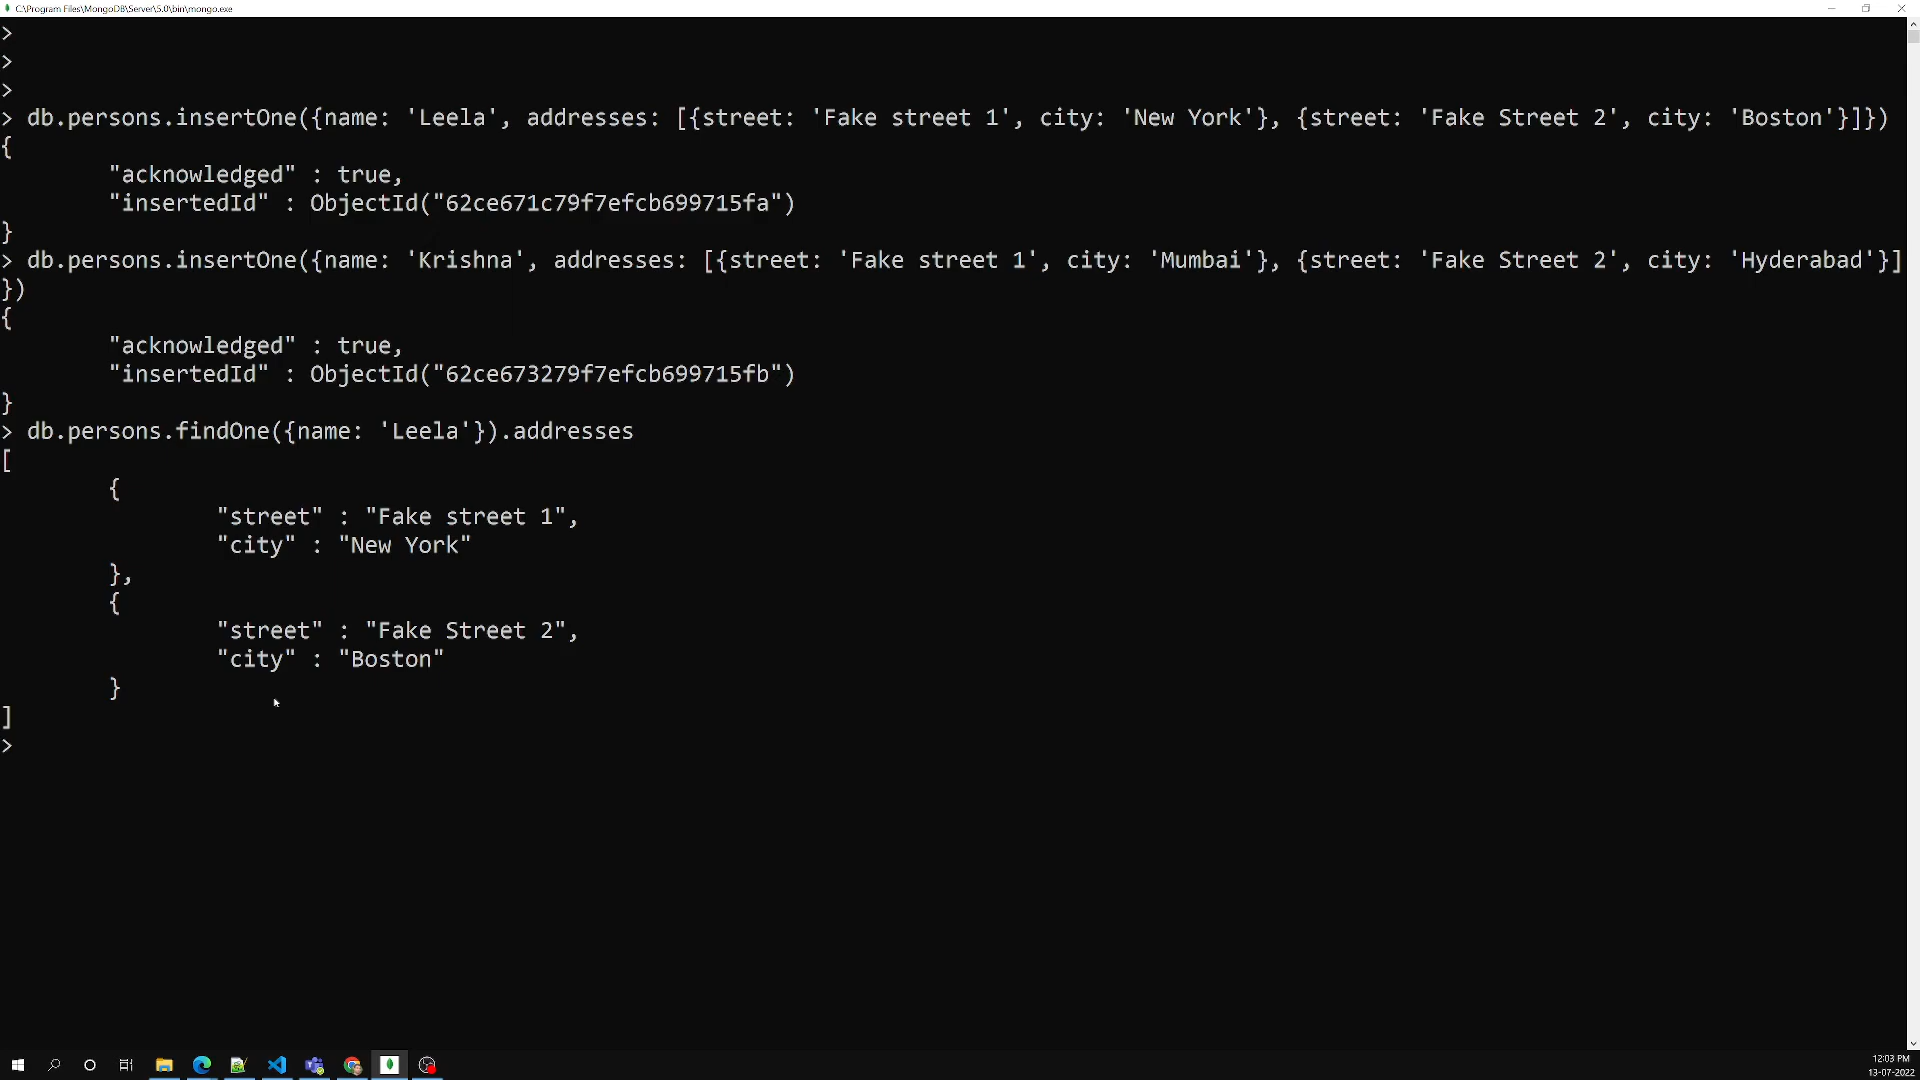 C:\Program Files\MongoDB\Server\5.0\bin\mongo.exe
>
>
>
> db.persons.insertOne({name: 'Leela', addresses: [{street: 'Fake street 1', city: 'New York'}, {street: 'Fake Street 2', city: 'Boston'}]})
{
"acknowledged" : true,
"insertedId" : ObjectId("62ce671c79f7efcb699715fa")
}
> db.persons.insertOne({name: 'Krishna', addresses: [{street: 'Fake street 1', city: 'Mumbai'}, {street: 'Fake Street 2', city: 'Hyderabad'}]
})
{
"acknowledged" : true,
"insertedId" : ObjectId("62ce673279f7efcb699715fb")
}
> db.persons.findOne({name: 'Leela'}).addresses
[
{
"street" : "Fake street 1",
"city" : "New York"
},
{
"street" : "Fake Street 2",
"city" : "Boston"
}
]
>
12:03 PM
13-07-2022